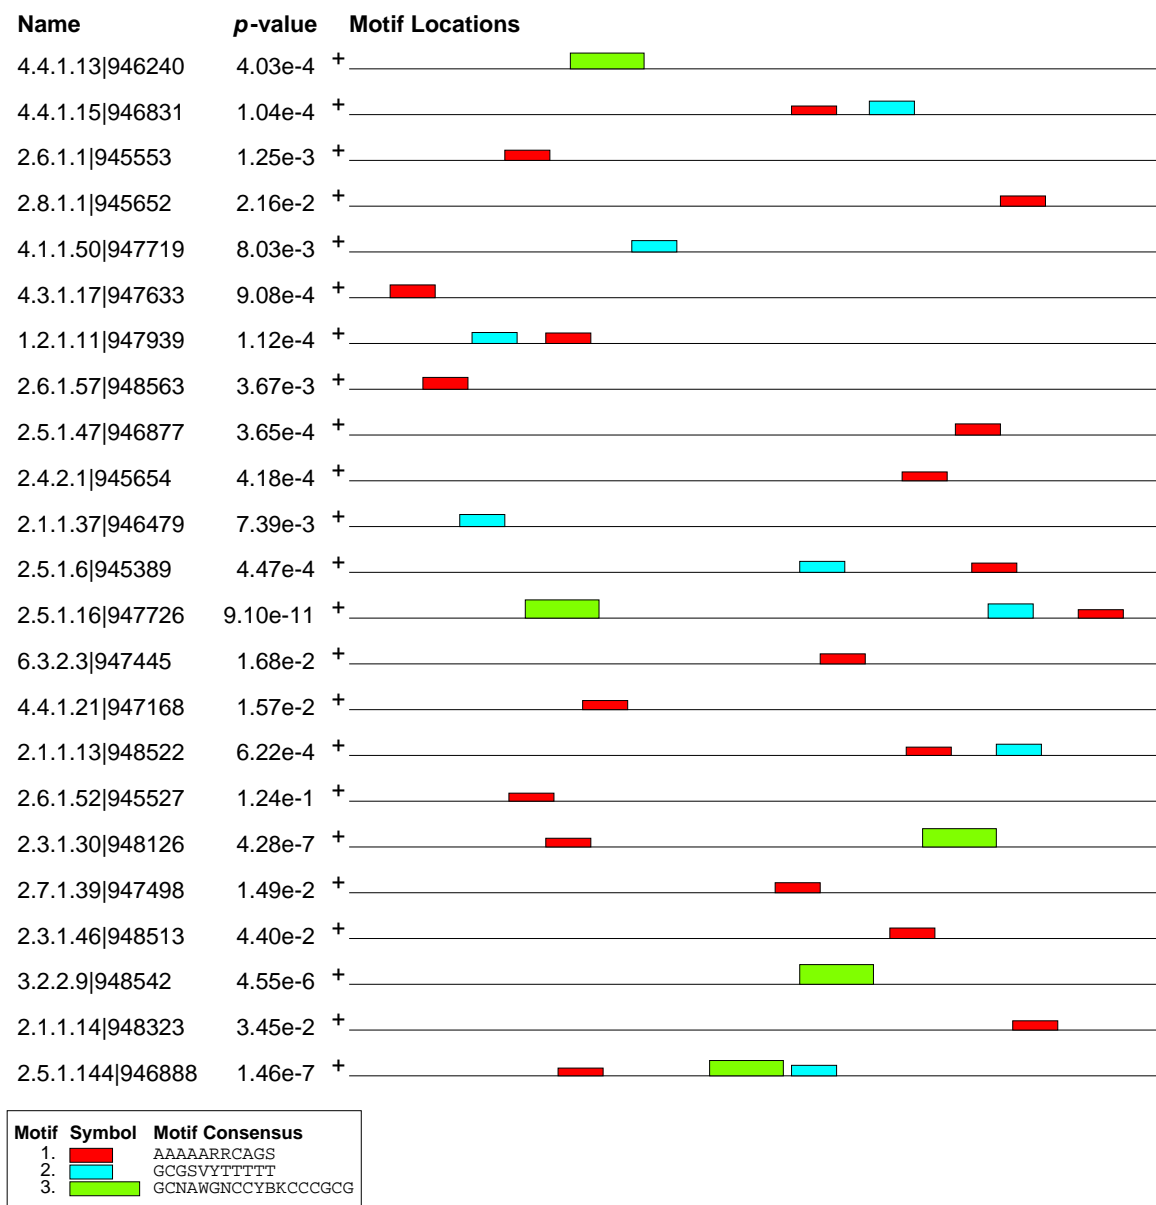 Name p-value Motif Locations
4.4.1.13|946240 4.03e-4 +
4.4.1.15|946831 1.04e-4 +
2.6.1.1|945553 1.25e-3 +
2.8.1.1|945652 2.16e-2 +
4.1.1.50|947719 8.03e-3 +
4.3.1.17|947633 9.08e-4 +
1.2.1.11|947939 1.12e-4 +
2.6.1.57|948563 3.67e-3 +
2.5.1.47|946877 3.65e-4 +
2.4.2.1|945654 4.18e-4 +
2.1.1.37|946479 7.39e-3 +
2.5.1.6|945389 4.47e-4 +
2.5.1.16|947726 9.10e-11 +
6.3.2.3|947445 1.68e-2 +
4.4.1.21|947168 1.57e-2 +
2.1.1.13|948522 6.22e-4 +
2.6.1.52|945527 1.24e-1 +
2.3.1.30|948126 4.28e-7 +
2.7.1.39|947498 1.49e-2 +
2.3.1.46|948513 4.40e-2 +
3.2.2.9|948542 4.55e-6 +
2.1.1.14|948323 3.45e-2 +
2.5.1.144|946888 1.46e-7 +
Motif Symbol Motif Consensus
1. AAAAARRCAGS
2. GCGSVYTTTTT
3. GCNAWGNCCYBKCCCGCG